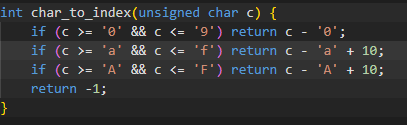 int char_to_index(unsigned char c) {
    if (c >= '0' && c <= '9') return c - '0';
    if (c >= 'a' && c <= 'f') return c - 'a' + 10;
    if (c >= 'A' && c <= 'F') return c - 'A' + 10;
    return -1;
}